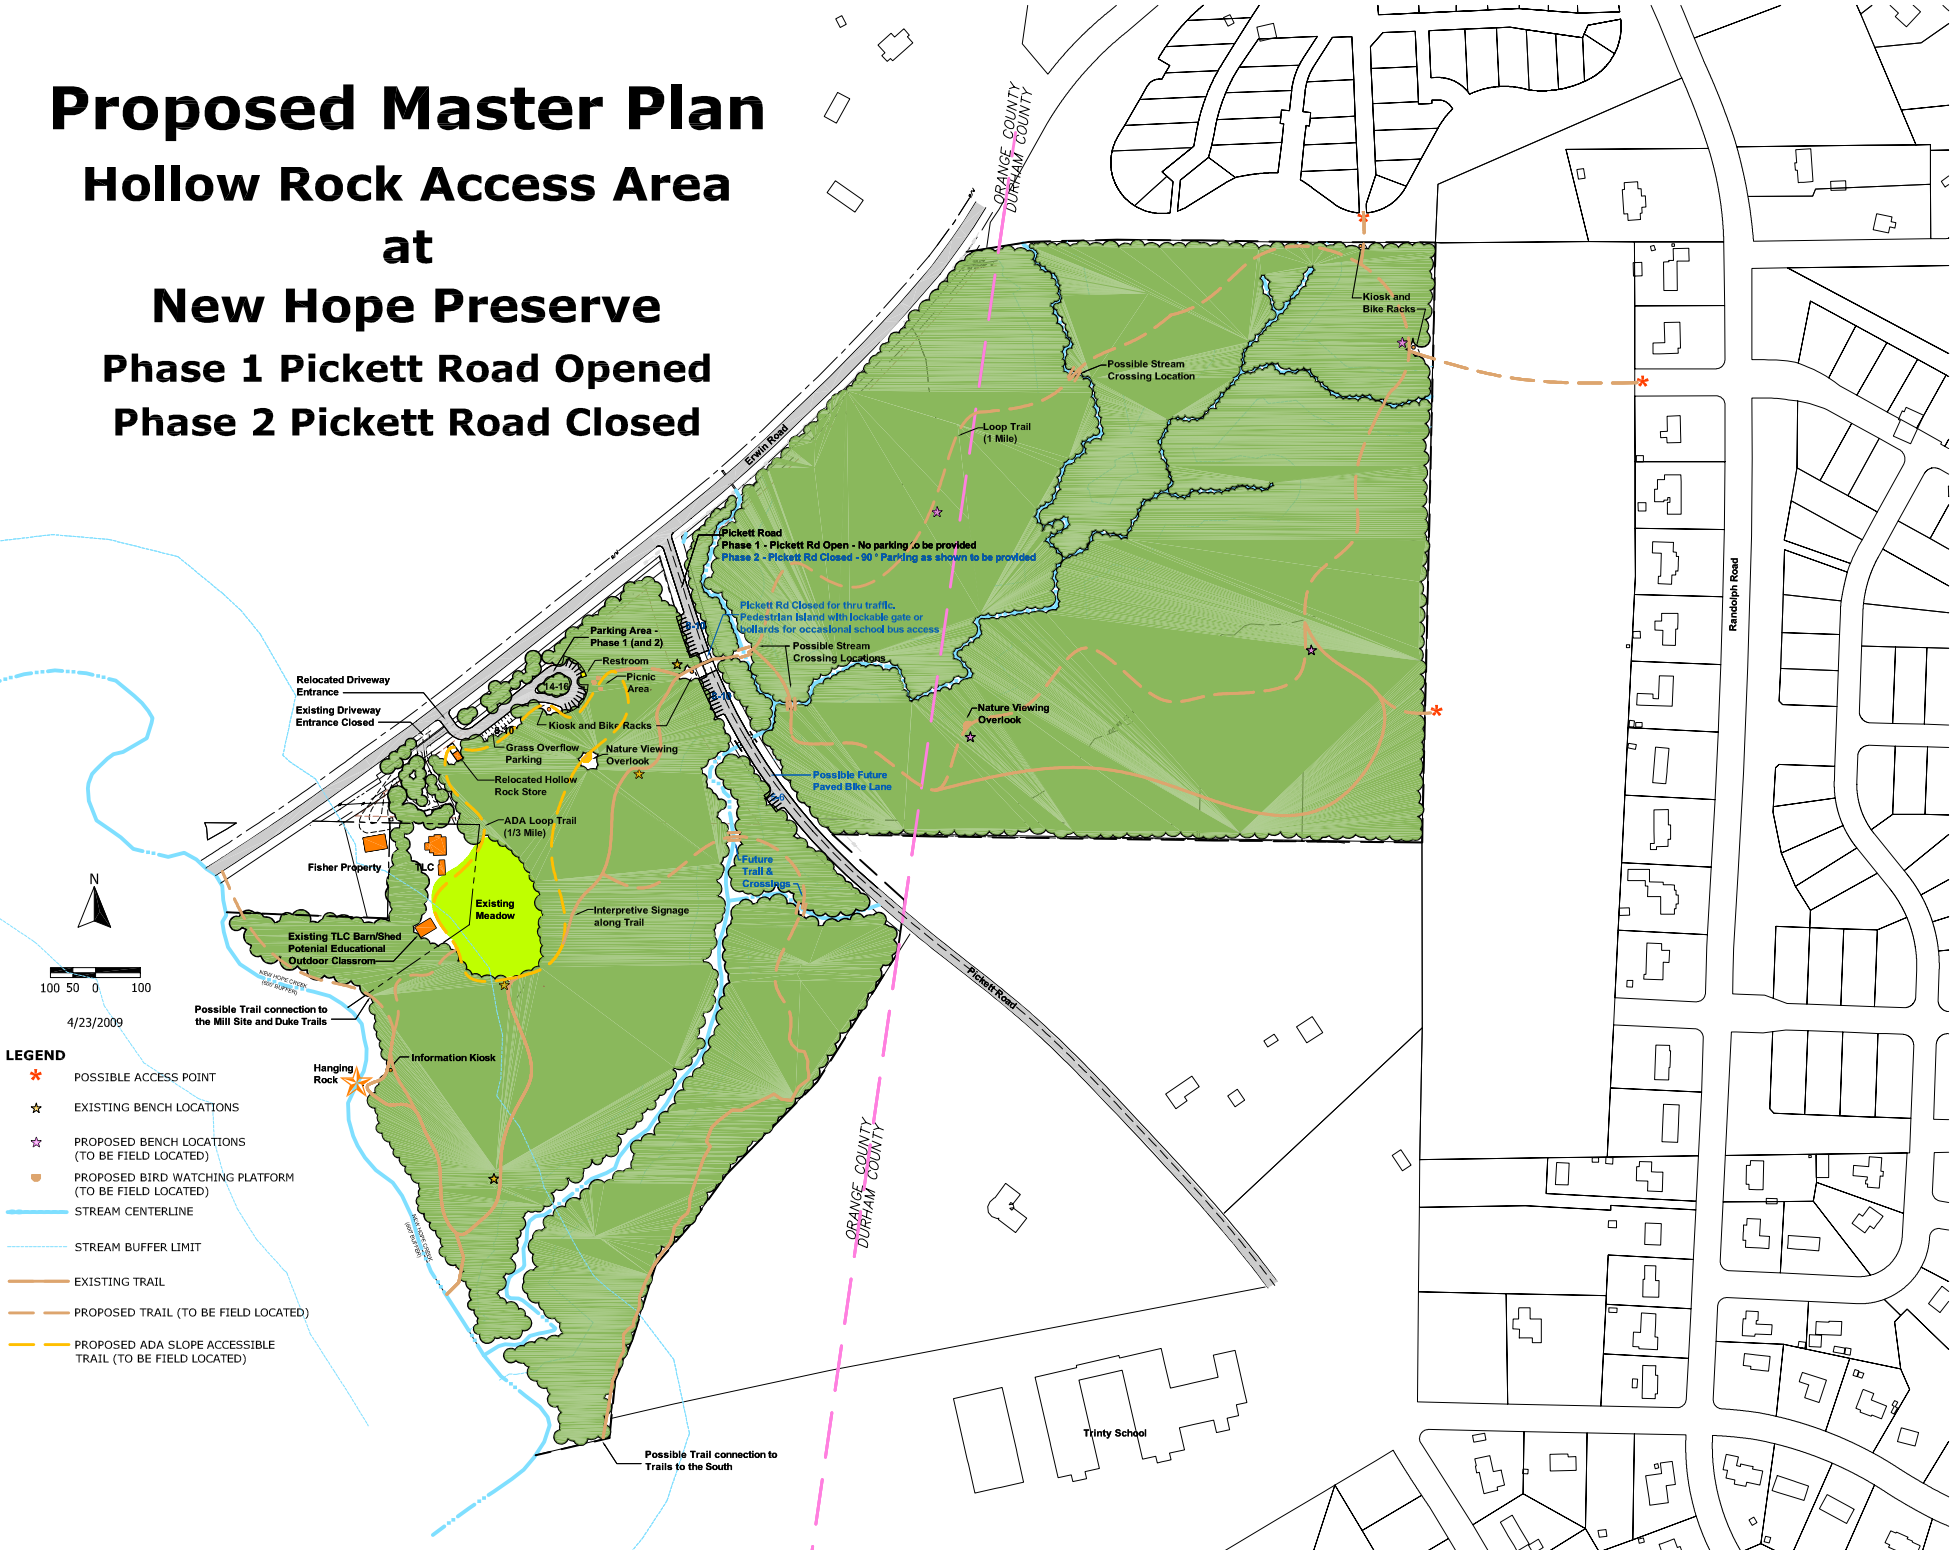 Proposed Master Plan
Hollow Rock Access Area
at
New Hope Preserve
Phase 1 Pickett Road Opened
Phase 2 Pickett Road Closed
ORANGE COUNTY
DURHAM COUNTY
Erwin Road
Kiosk and
Bike Racks
Possible Stream
Crossing Location
Loop Trail
(1 Mile)
Pickett Road
Phase 1 - Pickett Rd Open - No parking to be provided
Phase 2 - Pickett Rd Closed - 90 ° Parking as shown to be provided
Pickett Rd Closed for thru traffic.
Pedestrian Island with lockable gate or
bollards for occasional school bus access
Possible Stream
Crossing Locations
Parking Area -
Phase 1 (and 2)
Restroom
Picnic
Area
14-16
Relocated Driveway
Entrance
Existing Driveway
Entrance Closed
Kiosk and Bike Racks
8-10
Grass Overflow
Parking
Nature Viewing
Overlook
Relocated Hollow
Rock Store
Nature Viewing
Overlook
Possible Future
Paved Bike Lane
ADA Loop Trail
(1/3 Mile)
Fisher Property
TLC
Future
Trail &
Crossings
Existing
Meadow
Interpretive Signage
along Trail
Existing TLC Barn/Shed
Potenial Educational
Outdoor Classrom
NEW HOPE CREEK
Possible Trail connection to
the Mill Site and Duke Trails
Information Kiosk
Hanging
Rock
NEW HOPE CREEK
Pickett Road
Randolph Road
ORANGE COUNTY
DURHAM COUNTY
Trinty School
Possible Trail connection to
Trails to the South
N
100 50 0 100
4/23/2009
LEGEND
POSSIBLE ACCESS POINT
EXISTING BENCH LOCATIONS
PROPOSED BENCH LOCATIONS
(TO BE FIELD LOCATED)
PROPOSED BIRD WATCHING PLATFORM
(TO BE FIELD LOCATED)
STREAM CENTERLINE
STREAM BUFFER LIMIT
EXISTING TRAIL
PROPOSED TRAIL (TO BE FIELD LOCATED)
PROPOSED ADA SLOPE ACCESSIBLE
TRAIL (TO BE FIELD LOCATED)